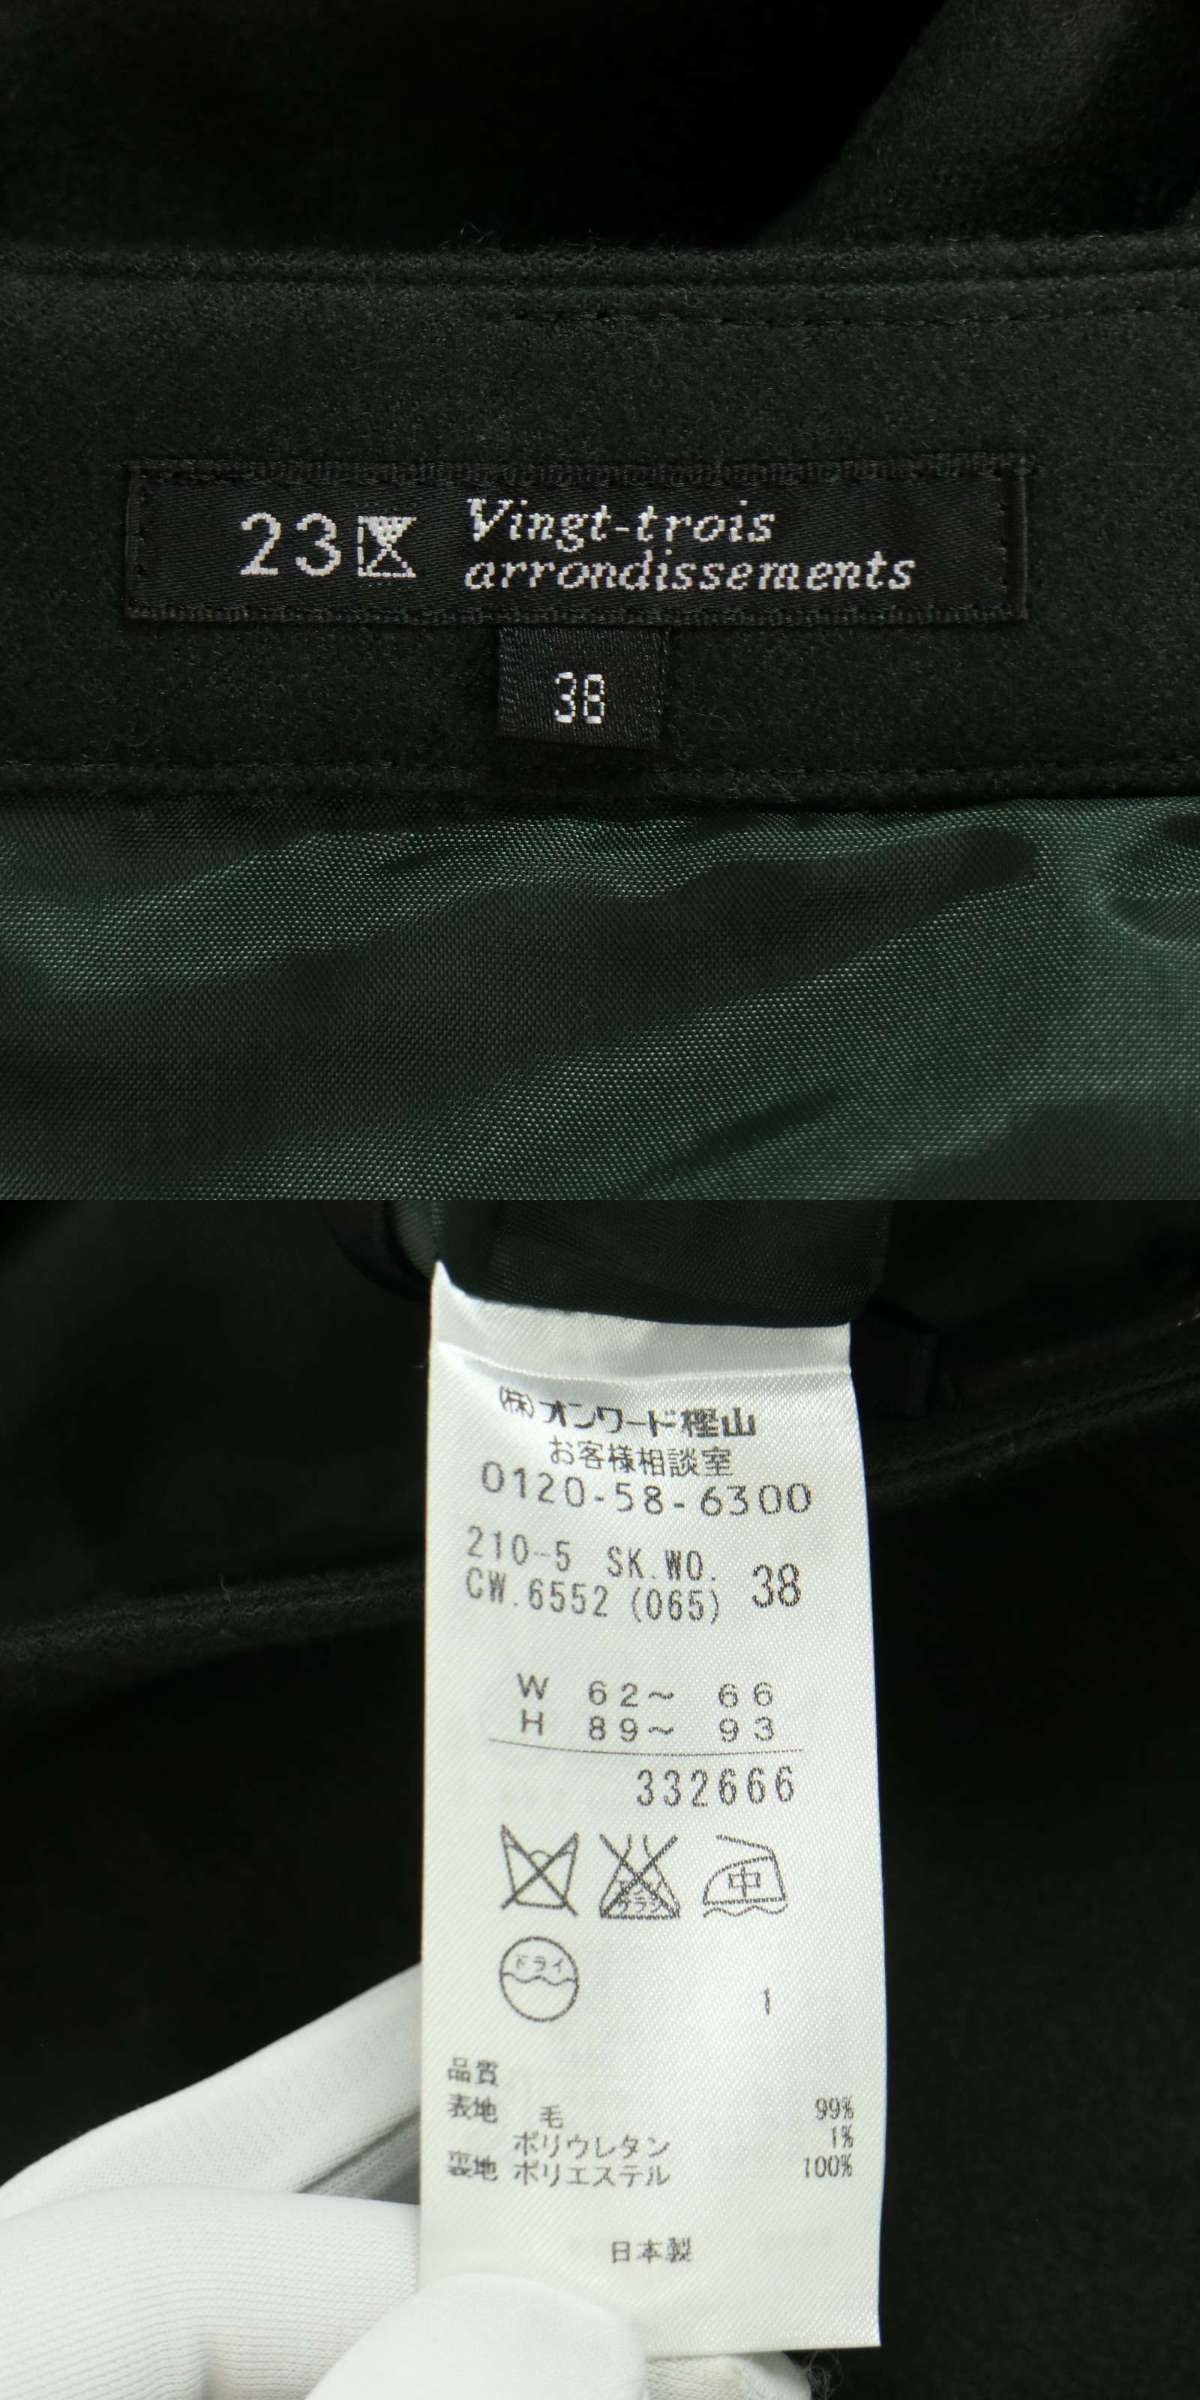 23区 Vingt-trois
arrondissements
38
(株)オンワード樫山
お客様相談室
0120-58-6300
210-5 SK.WO.
CW.6552 (065) 38
W 62～ 66
H 89～ 93
332666
中
ドライ
1
品質
表地 毛 99%
ポリウレタン 1%
裏地 ポリエステル 100%
日本製